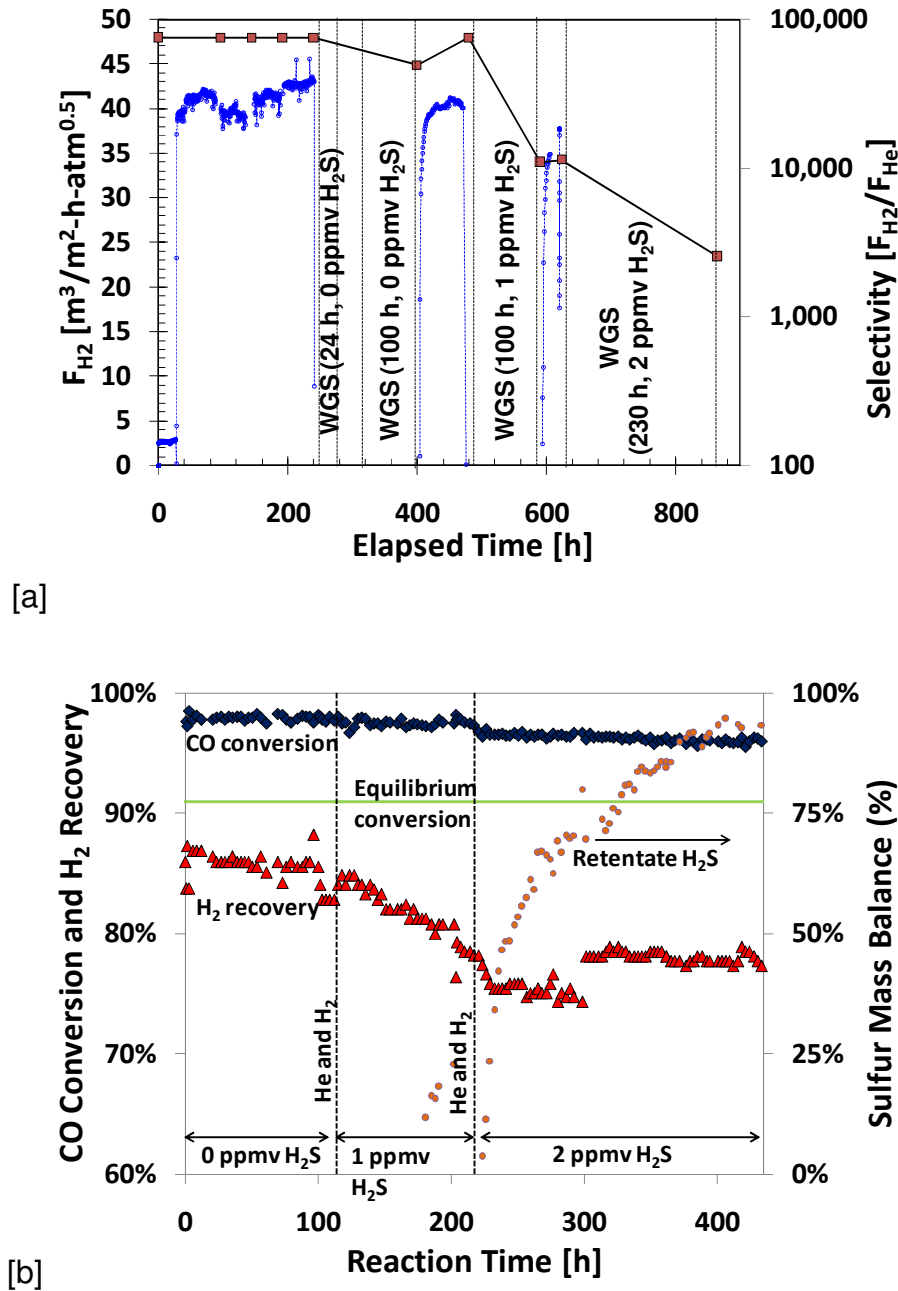 50
45
40
35
30
25
20
15
10
5
0
F_H2 [m³/m²-h-atm^0.5]
100,000
10,000
1,000
100
Selectivity [F_H2/F_He]
WGS (24 h, 0 ppmv H₂S)
WGS (100 h, 0 ppmv H₂S)
WGS (100 h, 1 ppmv H₂S)
WGS
(230 h, 2 ppmv H₂S)
0 200 400 600 800
Elapsed Time [h]
[a]
100%
90%
80%
70%
60%
CO Conversion and H₂ Recovery
100%
75%
50%
25%
0%
Sulfur Mass Balance (%)
CO conversion
Equilibrium
conversion
Retentate H₂S
H₂ recovery
He and H₂
He and H₂
0 ppmv H₂S
1 ppmv
H₂S
2 ppmv H₂S
0 100 200 300 400
Reaction Time [h]
[b]